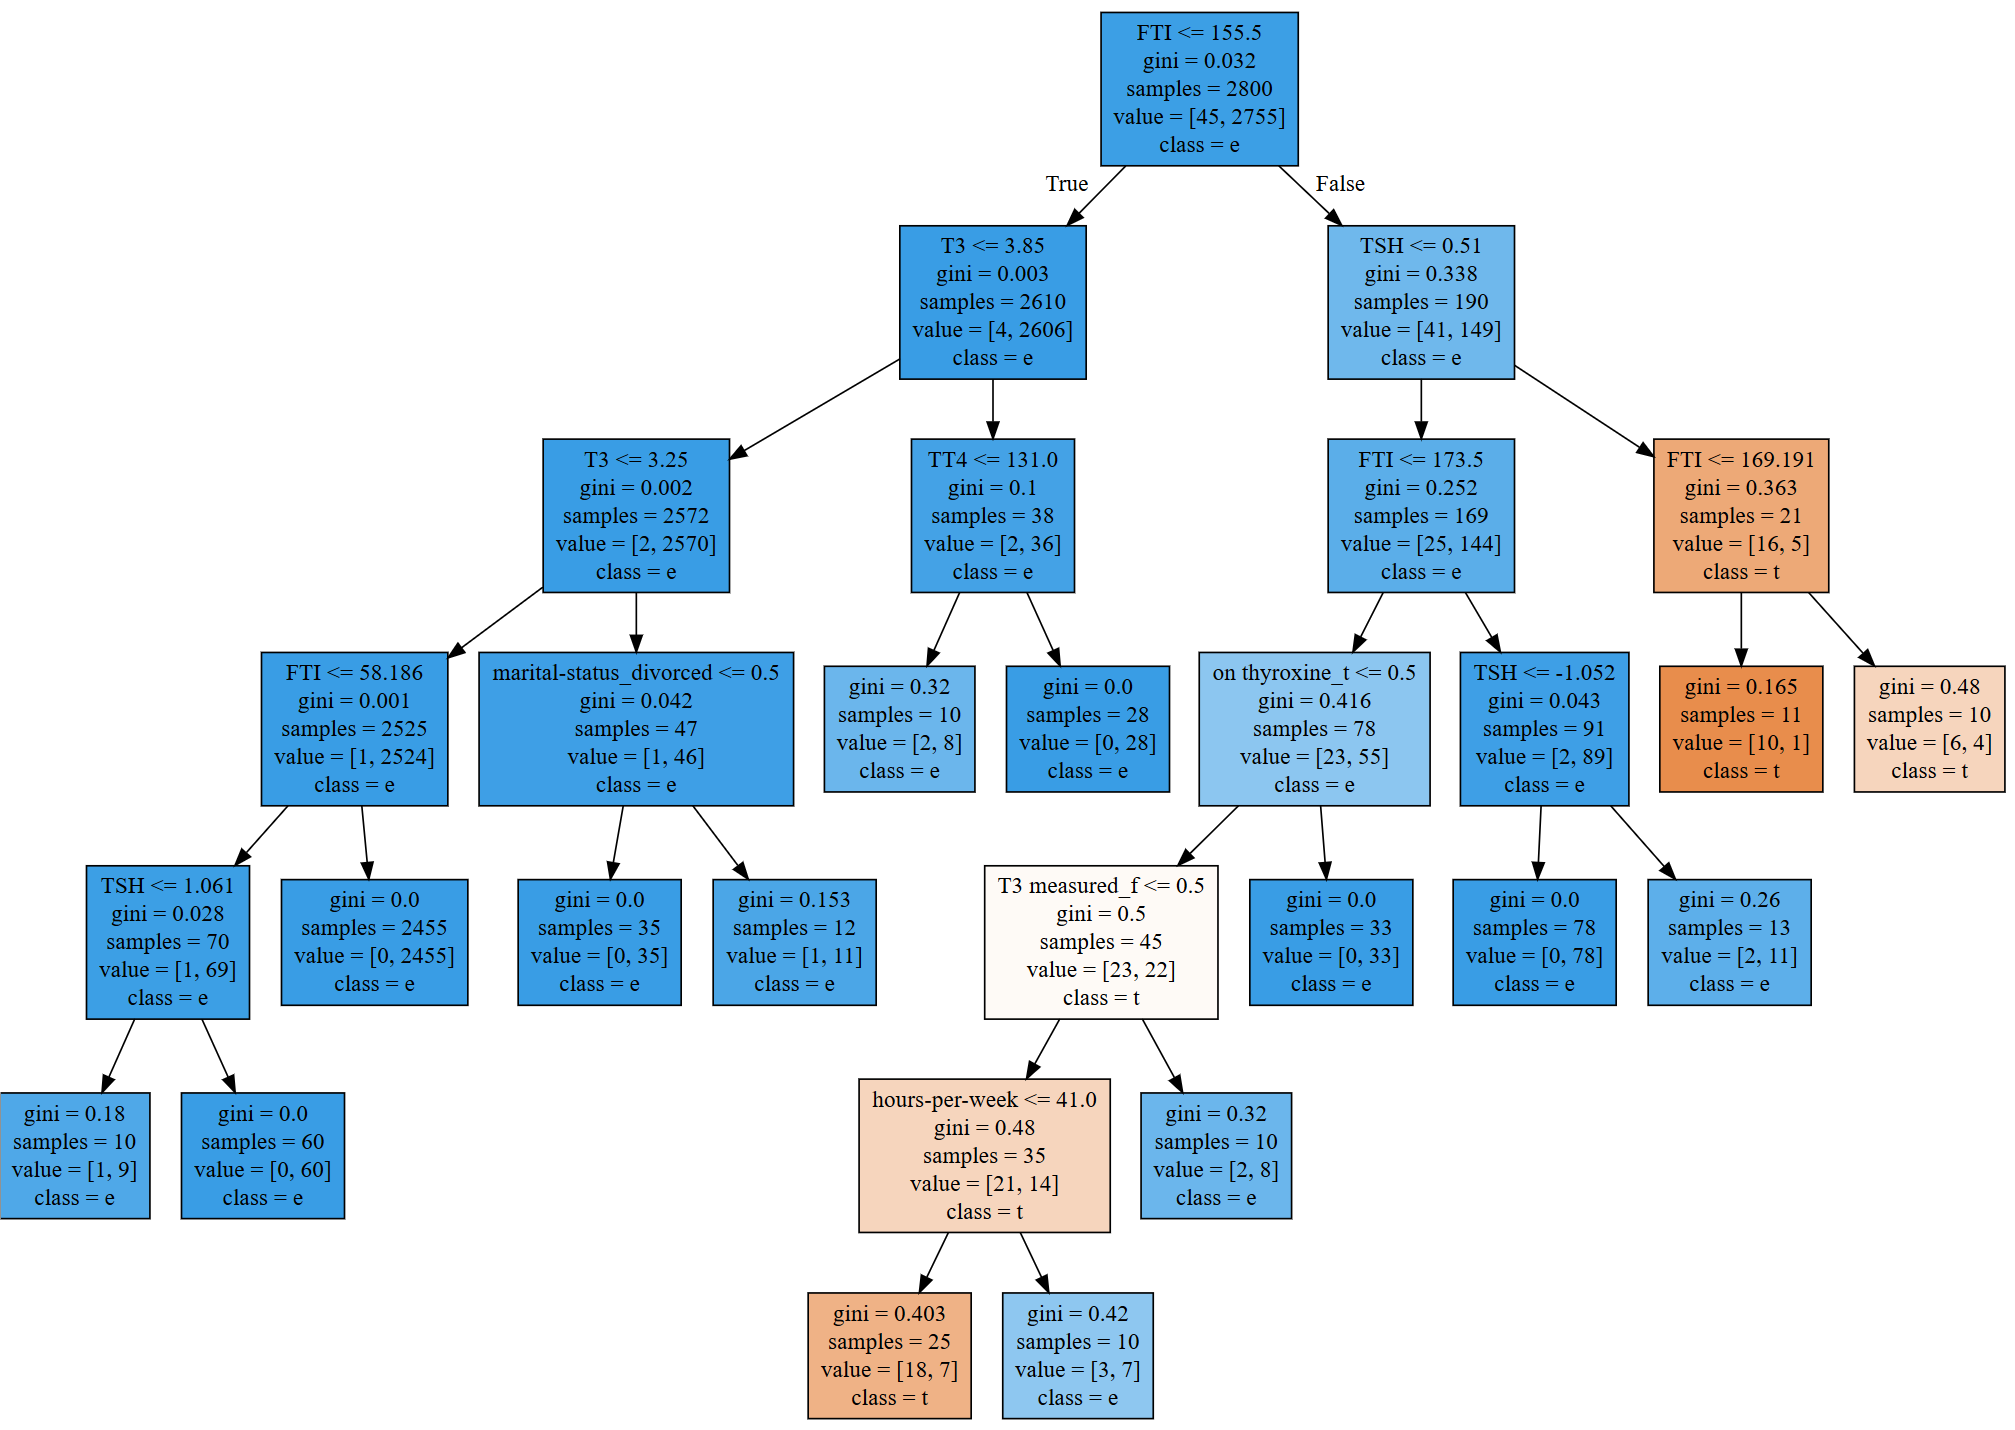 FTI <= 155.5
gini = 0.032
samples = 2800
value = [45, 2755]
class = e
True
False
T3 <= 3.85
gini = 0.003
samples = 2610
value = [4, 2606]
class = e
TSH <= 0.51
gini = 0.338
samples = 190
value = [41, 149]
class = e
T3 <= 3.25
gini = 0.002
samples = 2572
value = [2, 2570]
class = e
TT4 <= 131.0
gini = 0.1
samples = 38
value = [2, 36]
class = e
FTI <= 173.5
gini = 0.252
samples = 169
value = [25, 144]
class = e
FTI <= 169.191
gini = 0.363
samples = 21
value = [16, 5]
class = t
FTI <= 58.186
gini = 0.001
samples = 2525
value = [1, 2524]
class = e
marital-status_divorced <= 0.5
gini = 0.042
samples = 47
value = [1, 46]
class = e
gini = 0.32
samples = 10
value = [2, 8]
class = e
gini = 0.0
samples = 28
value = [0, 28]
class = e
on thyroxine_t <= 0.5
gini = 0.416
samples = 78
value = [23, 55]
class = e
TSH <= -1.052
gini = 0.043
samples = 91
value = [2, 89]
class = e
gini = 0.165
samples = 11
value = [10, 1]
class = t
gini = 0.48
samples = 10
value = [6, 4]
class = t
TSH <= 1.061
gini = 0.028
samples = 70
value = [1, 69]
class = e
gini = 0.0
samples = 2455
value = [0, 2455]
class = e
gini = 0.0
samples = 35
value = [0, 35]
class = e
gini = 0.153
samples = 12
value = [1, 11]
class = e
T3 measured_f <= 0.5
gini = 0.5
samples = 45
value = [23, 22]
class = t
gini = 0.0
samples = 33
value = [0, 33]
class = e
gini = 0.0
samples = 78
value = [0, 78]
class = e
gini = 0.26
samples = 13
value = [2, 11]
class = e
gini = 0.18
samples = 10
value = [1, 9]
class = e
gini = 0.0
samples = 60
value = [0, 60]
class = e
hours-per-week <= 41.0
gini = 0.48
samples = 35
value = [21, 14]
class = t
gini = 0.32
samples = 10
value = [2, 8]
class = e
gini = 0.403
samples = 25
value = [18, 7]
class = t
gini = 0.42
samples = 10
value = [3, 7]
class = e